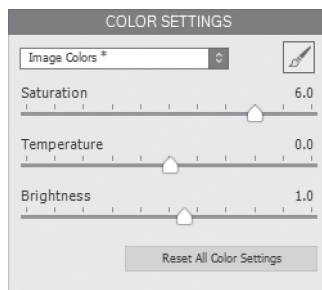 COLOR SETTINGS
Image Colors *
Saturation 6.0
Temperature 0.0
Brightness 1.0
Reset All Color Settings